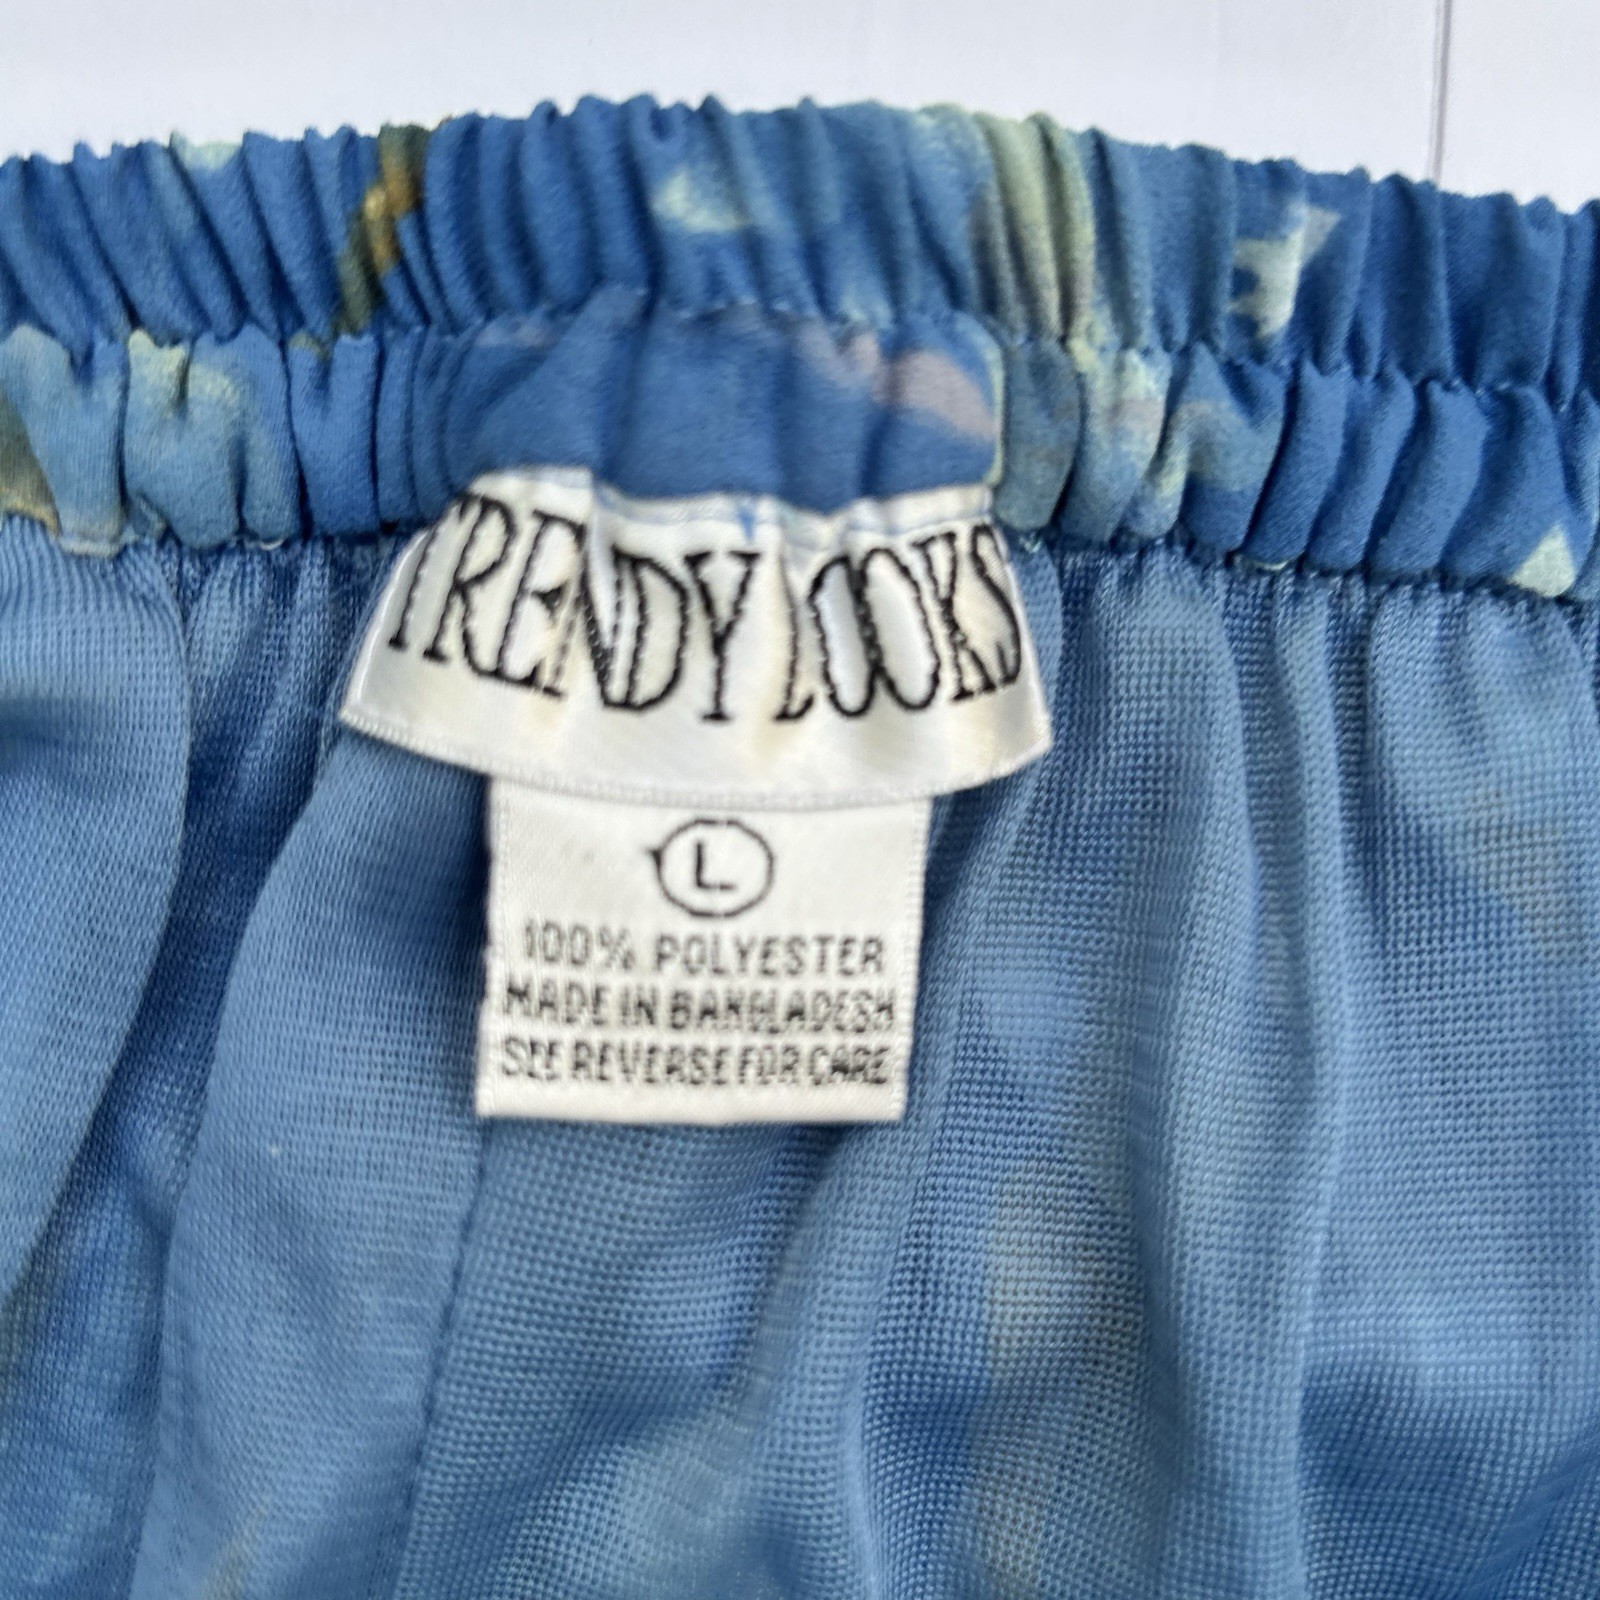 TRENDY LOOKS
L
100% POLYESTER
MADE IN BANGLADESH
SEE REVERSE FOR CARE